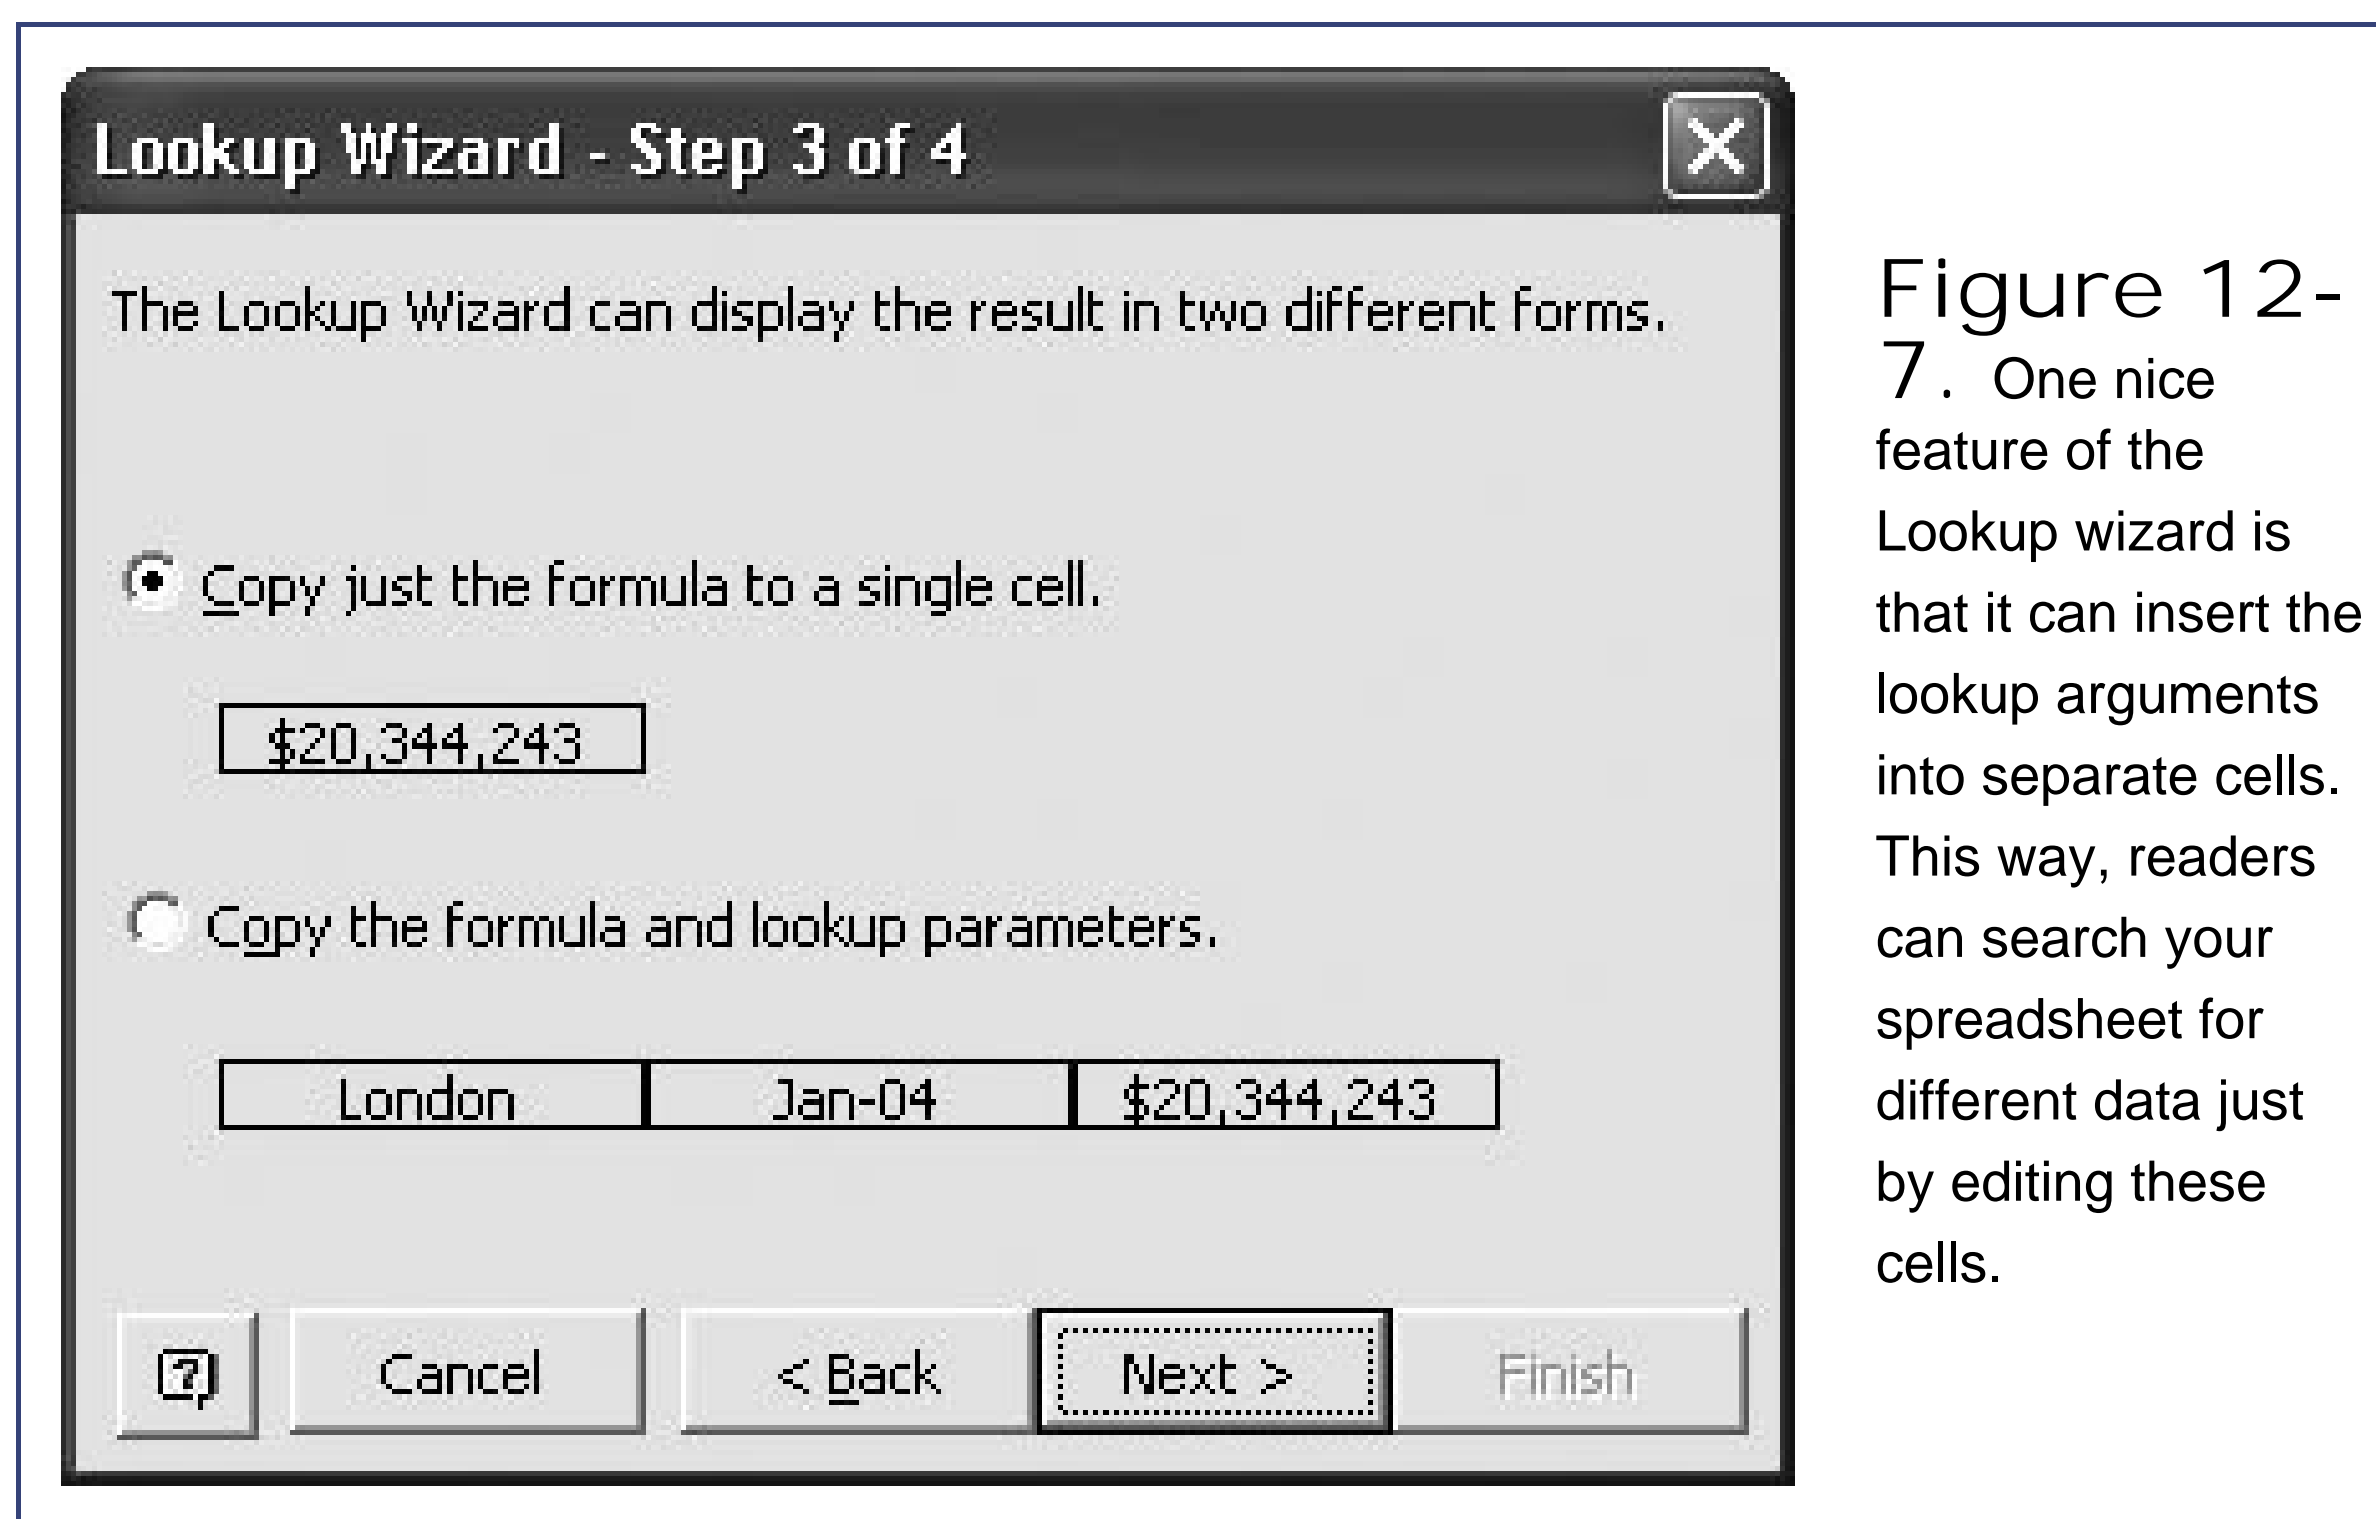 Lookup Wizard - Step 3 of 4
The Lookup Wizard can display the result in two different forms.
Copy just the formula to a single cell.
$20,344,243
Copy the formula and lookup parameters.
London Jan-04 $20,344,243
? Cancel < Back Next > Finish
Figure 12-
7. One nice
feature of the
Lookup wizard is
that it can insert the
lookup arguments
into separate cells.
This way, readers
can search your
spreadsheet for
different data just
by editing these
cells.